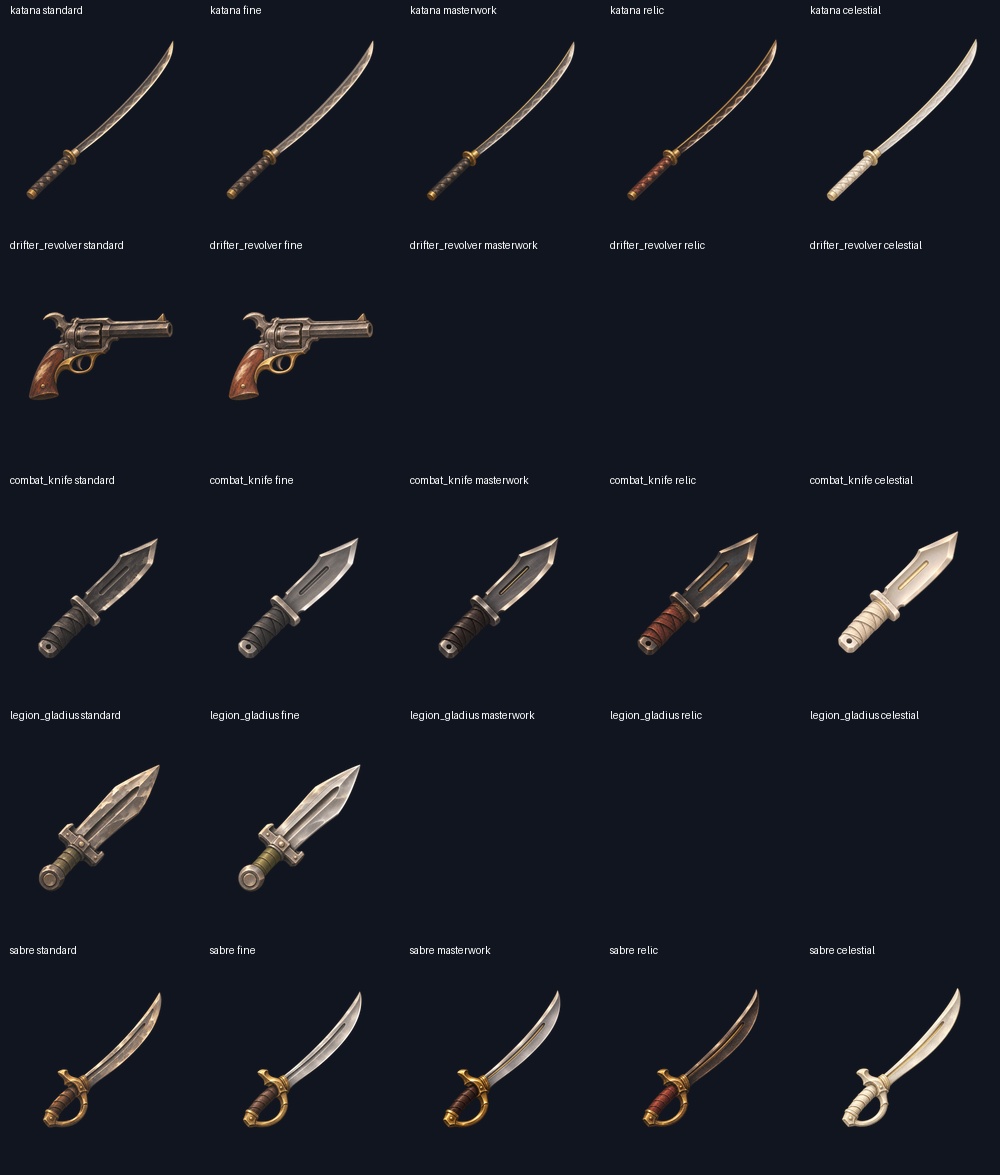 katana standard
katana fine
katana masterwork
katana relic
katana celestial
drifter_revolver standard
drifter_revolver fine
drifter_revolver masterwork
drifter_revolver relic
drifter_revolver celestial
combat_knife standard
combat_knife fine
combat_knife masterwork
combat_knife relic
combat_knife celestial
legion_gladius standard
legion_gladius fine
legion_gladius masterwork
legion_gladius relic
legion_gladius celestial
sabre standard
sabre fine
sabre masterwork
sabre relic
sabre celestial